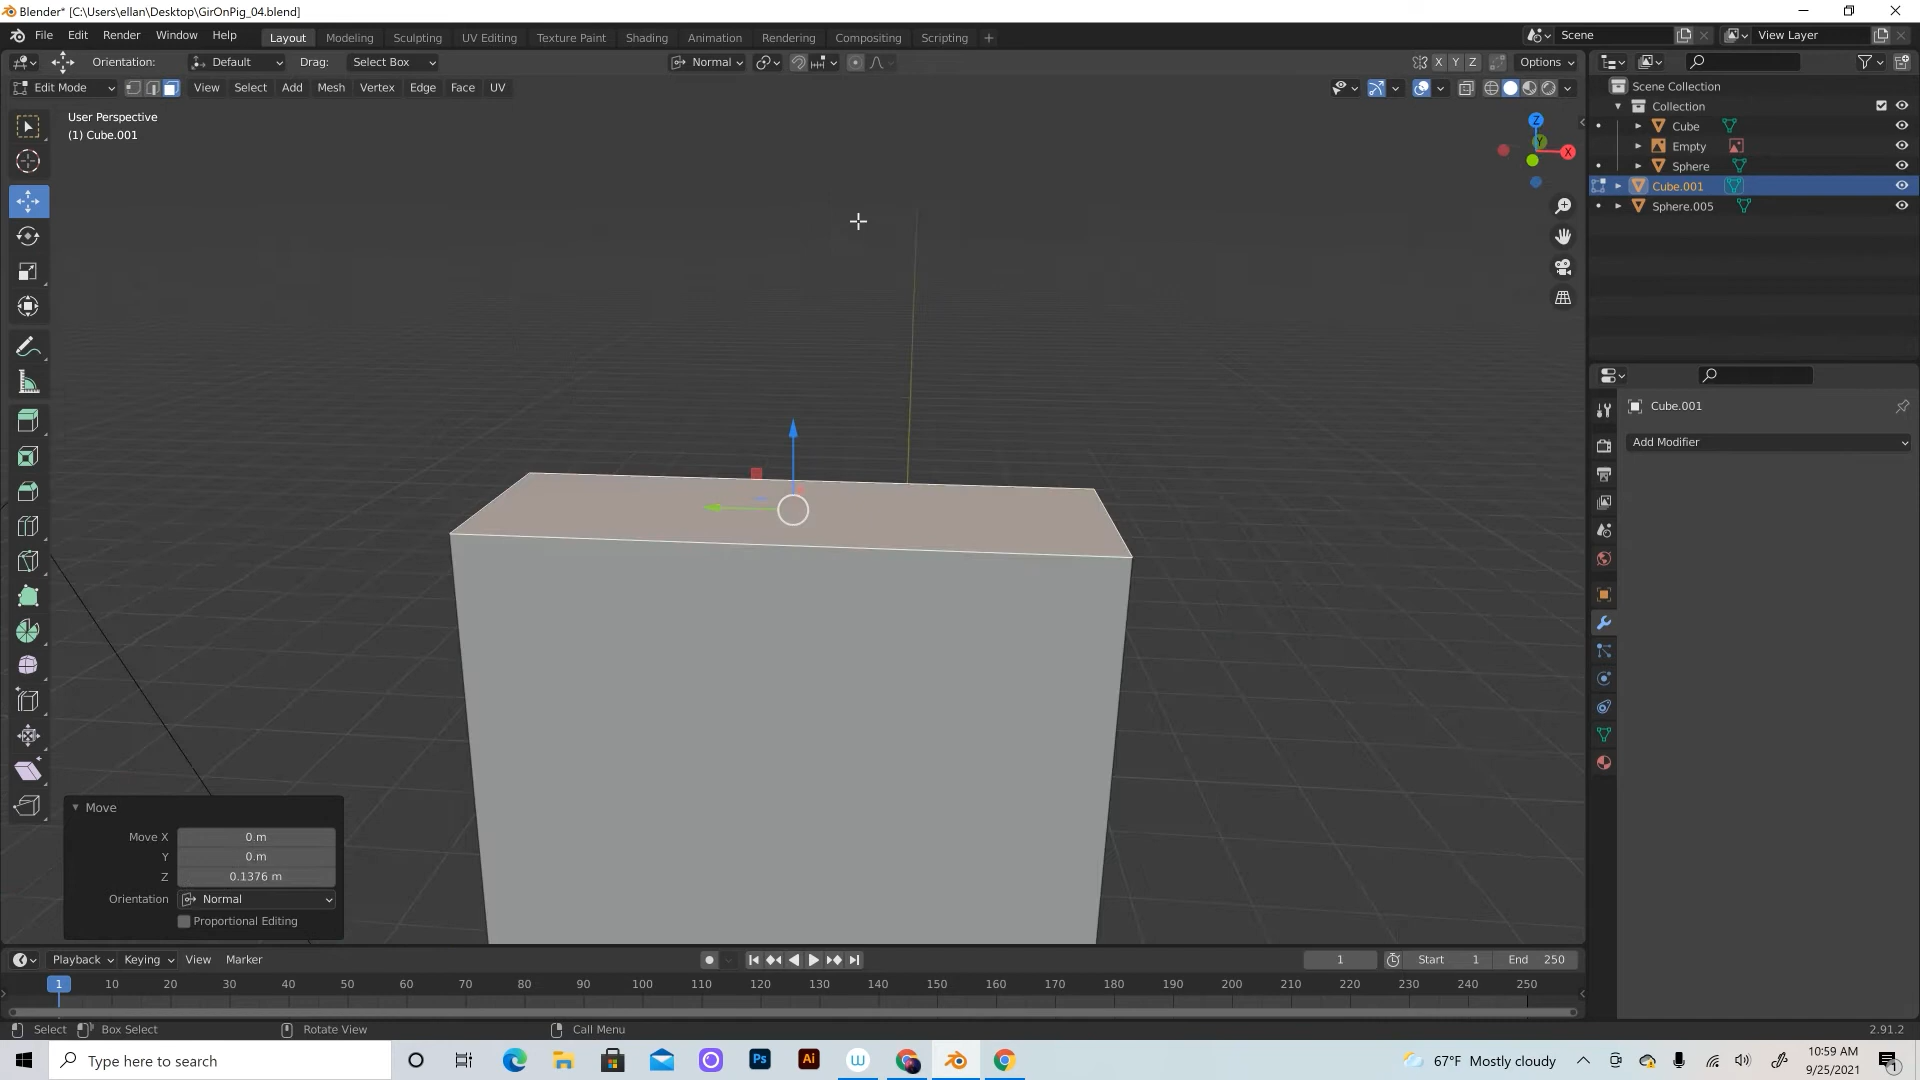 Blender* [C:\Users\ellan\Desktop\GirOnPig_04.blend]
File Edit Render Window Help Layout Modeling Sculpting UV Editing Texture Paint Shading Animation Rendering Compositing Scripting + Scene View Layer
Orientation: Default Drag: Select Box Normal X Y Z Options
Edit Mode View Select Add Mesh Vertex Edge Face UV
User Perspective
(1) Cube.001
Z
Y
X
Scene Collection
Collection
Cube
Empty
Sphere
Cube.001
Sphere.005
Cube.001
Add Modifier
Move
Move X 0 m
Y 0 m
Z 0.1376 m
Orientation Normal
Proportional Editing
Playback Keying View Marker 1 Start 1 End 250
1 10 20 30 40 50 60 70 80 90 100 110 120 130 140 150 160 170 180 190 200 210 220 230 240 250
Select Box Select Rotate View Call Menu 2.91.2
Type here to search Ps Ai W 67°F Mostly cloudy 10:59 AM
9/25/2021 1